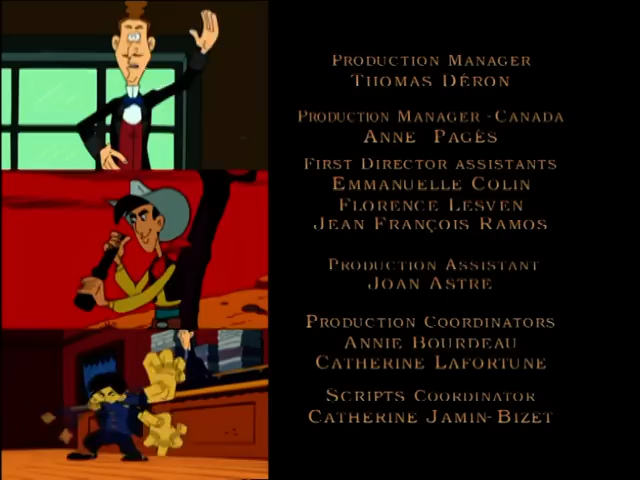 Production Manager
Thomas Déron
Production Manager - Canada
Anne Pagès
First Director assistants
Emmanuelle Colin
Florence Lesven
Jean François Ramos
Production Assistant
Joan Astre
Production Coordinators
Annie Bourdeau
Catherine Lafortune
Scripts Coordinator
Catherine Jamin-Bizet